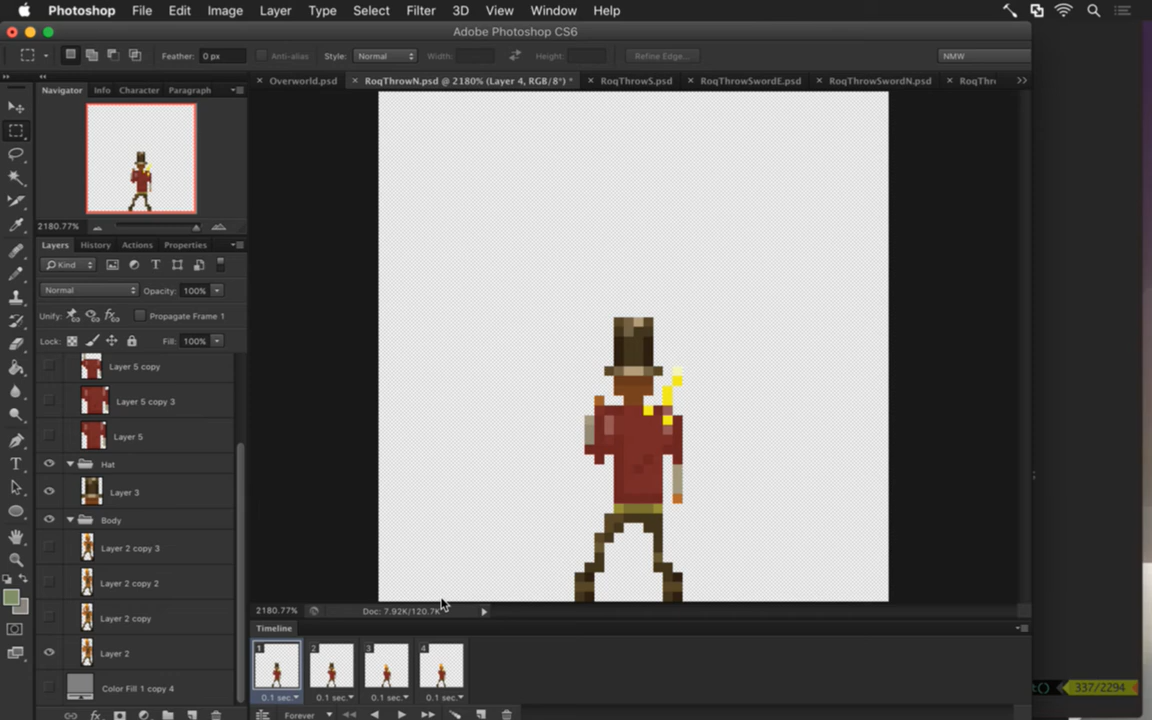 Photoshop File Edit Image Layer Type Select Filter 3D View Window Help
Adobe Photoshop CS6
Feather: 0 px Anti-alias Style: Normal Width: Height: Refine Edge... NMW
Overworld.psd RoqThrowN.psd @ 2180% (Layer 4, RGB/8*) * RoqThrowS.psd RoqThrowSwordE.psd RoqThrowSwordN.psd RoqThr
Navigator Info Character Paragraph
2180.77%
Layers History Actions Properties
Kind
Normal Opacity: 100%
Unify: Propagate Frame 1
Lock: Fill: 100%
Layer 5 copy
Layer 5 copy 3
Layer 5
Hat
Layer 3
Body
Layer 2 copy 3
Layer 2 copy 2
Layer 2 copy
Layer 2
Color Fill 1 copy 4
2180.77% Doc: 7.92K/120.7K
Timeline
1 2 3 4
0.1 sec. 0.1 sec. 0.1 sec. 0.1 sec.
Forever
337/2294